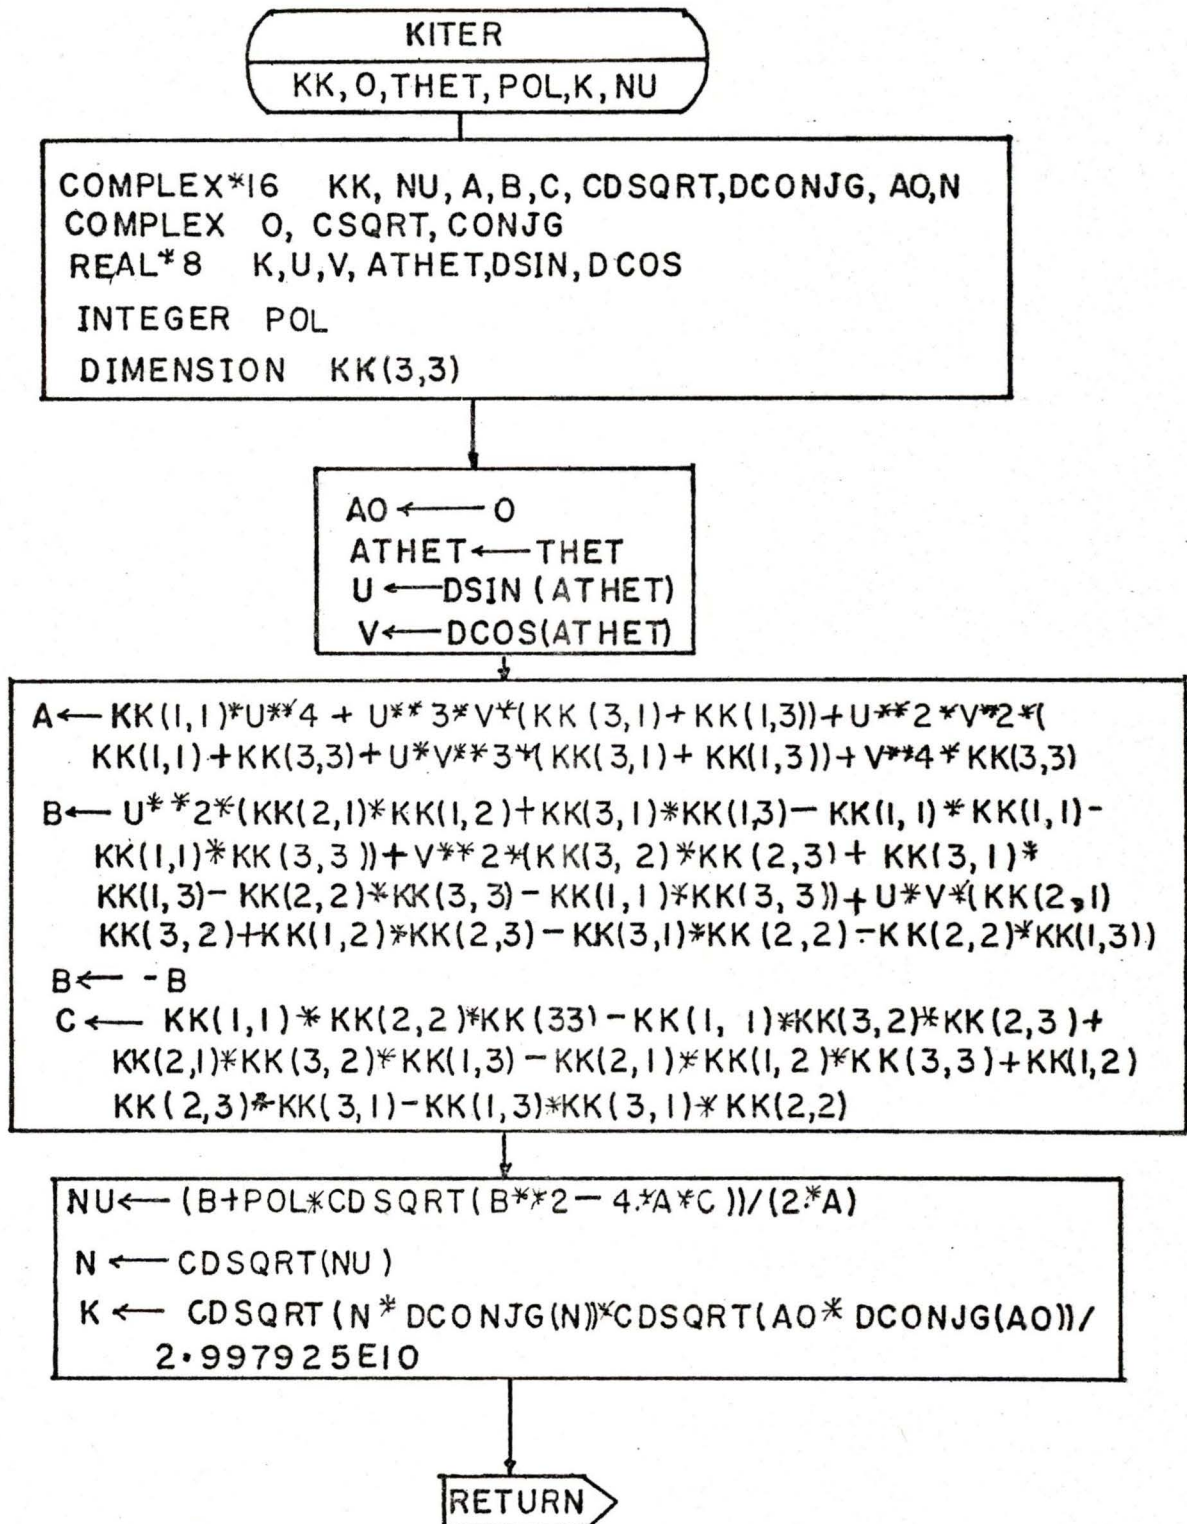 KITER
KK, O, THET, POL, K, NU
COMPLEX*16 KK, NU, A, B, C, CDSQRT, DCONJG, AO, N
COMPLEX O, CSQRT, CONJG
REAL*8 K, U, V, ATHET, DSIN, DCOS
INTEGER POL
DIMENSION KK(3,3)
AO ← O
ATHET ← THET
U ← DSIN (ATHET)
V ← DCOS(ATHET)
A ← KK(1,1)*U**4 + U**3*V*(KK(3,1)+KK(1,3))+U**2*V*2*(
KK(1,1)+KK(3,3)+U*V**3*(KK(3,1)+KK(1,3))+V**4*KK(3,3)
B ← U**2*(KK(2,1)*KK(1,2)+KK(3,1)*KK(1,3)-KK(1,1)*KK(1,1)-
KK(1,1)*KK(3,3))+V**2*(KK(3,2)*KK(2,3)+KK(3,1)*
KK(1,3)-KK(2,2)*KK(3,3)-KK(1,1)*KK(3,3))+U*V*(KK(2,1)
KK(3,2)+KK(1,2)*KK(2,3)-KK(3,1)*KK(2,2)-KK(2,2)*KK(1,3))
B ← -B
C ← KK(1,1)*KK(2,2)*KK(33)-KK(1,1)*KK(3,2)*KK(2,3)+
KK(2,1)*KK(3,2)*KK(1,3)-KK(2,1)*KK(1,2)*KK(3,3)+KK(1,2)
KK(2,3)*KK(3,1)-KK(1,3)*KK(3,1)*KK(2,2)
NU ← (B+POL*CDSQRT(B**2-4.*A*C))/(2.*A)
N ← CDSQRT(NU)
K ← CDSQRT(N*DCONJG(N))*CDSQRT(AO*DCONJG(AO))/
2.997925E10
RETURN